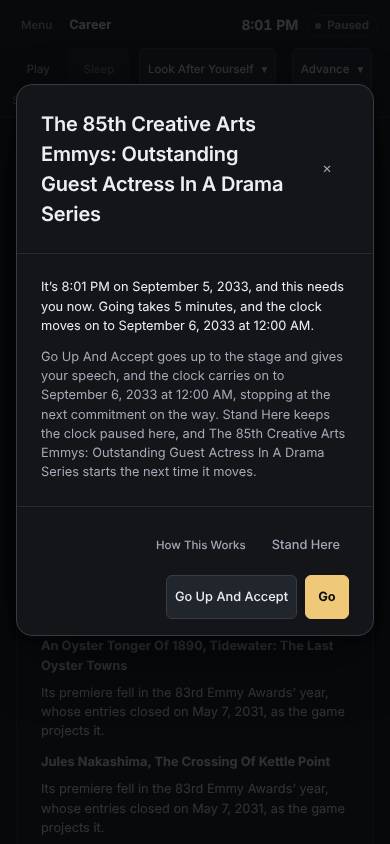 Menu Career 8:01 PM Paused
Play Sleep Look After Yourself ▾ Advance ▾
The 85th Creative Arts
Emmys: Outstanding
Guest Actress In A Drama
Series
×
It's 8:01 PM on September 5, 2033, and this needs
you now. Going takes 5 minutes, and the clock
moves on to September 6, 2033 at 12:00 AM.
Go Up And Accept goes up to the stage and gives
your speech, and the clock carries on to
September 6, 2033 at 12:00 AM, stopping at the
next commitment on the way. Stand Here keeps
the clock paused here, and The 85th Creative Arts
Emmys: Outstanding Guest Actress In A Drama
Series starts the next time it moves.
How This Works Stand Here
Go Up And Accept Go
An Oyster Tonger Of 1890, Tidewater: The Last
Oyster Towns
Its premiere fell in the 83rd Emmy Awards' year,
whose entries closed on May 7, 2031, as the game
projects it.
Jules Nakashima, The Crossing Of Kettle Point
Its premiere fell in the 83rd Emmy Awards' year,
whose entries closed on May 7, 2031, as the game
projects it.